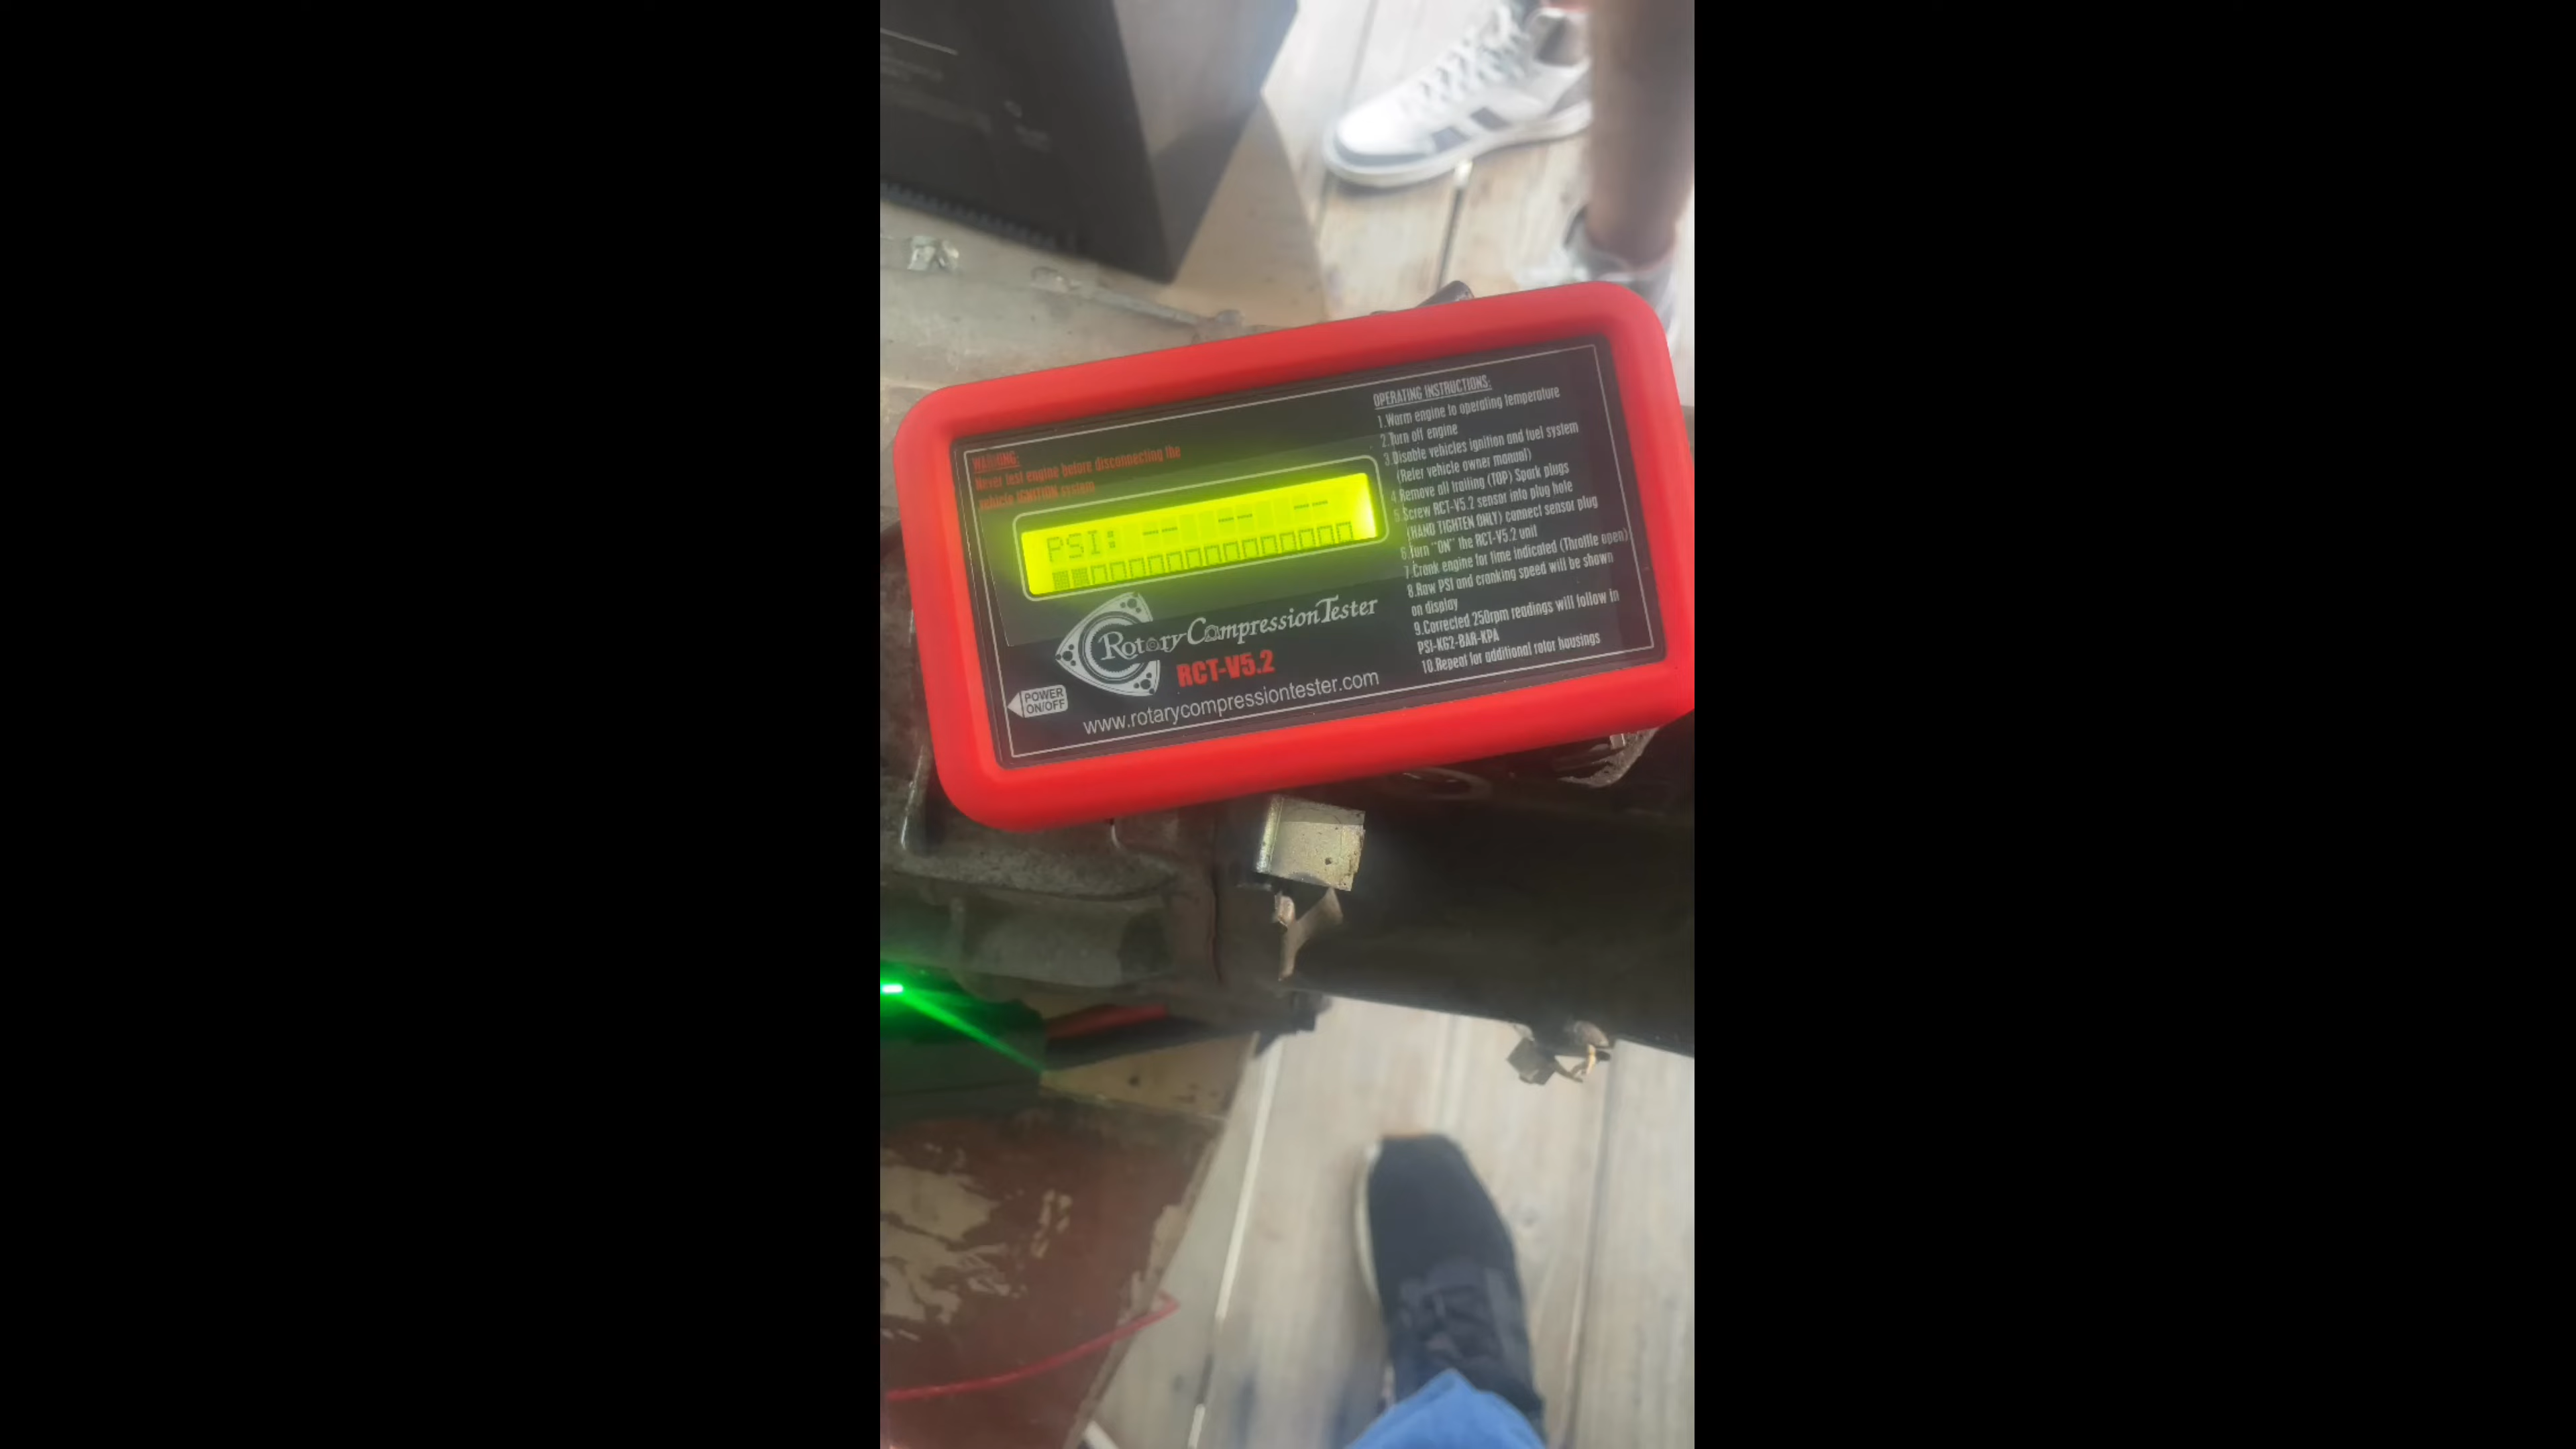 WARNING:
Never test engine before disconnecting the
vehicle IGNITION system
PSI: -- -- --
Rotary Compression Tester
RCT-V5.2
POWER
ON/OFF
www.rotarycompressiontester.com
OPERATING INSTRUCTIONS:
1.Warm engine to operating temperature
2.Turn off engine
3.Disable vehicles ignition and fuel system
(Refer vehicle owner manual)
4.Remove all trailing (TOP) Spark plugs
5.Screw RCT-V5.2 sensor into plug hole
(HAND TIGHTEN ONLY) connect sensor plug
6.Turn "ON" the RCT-V5.2 unit
7.Crank engine for time indicated (Throttle open)
8.Raw PSI and cranking speed will be shown
on display
9.Corrected 250rpm readings will follow in
PSI-KG2-BAR-KPA
10.Repeat for additional rotor housings